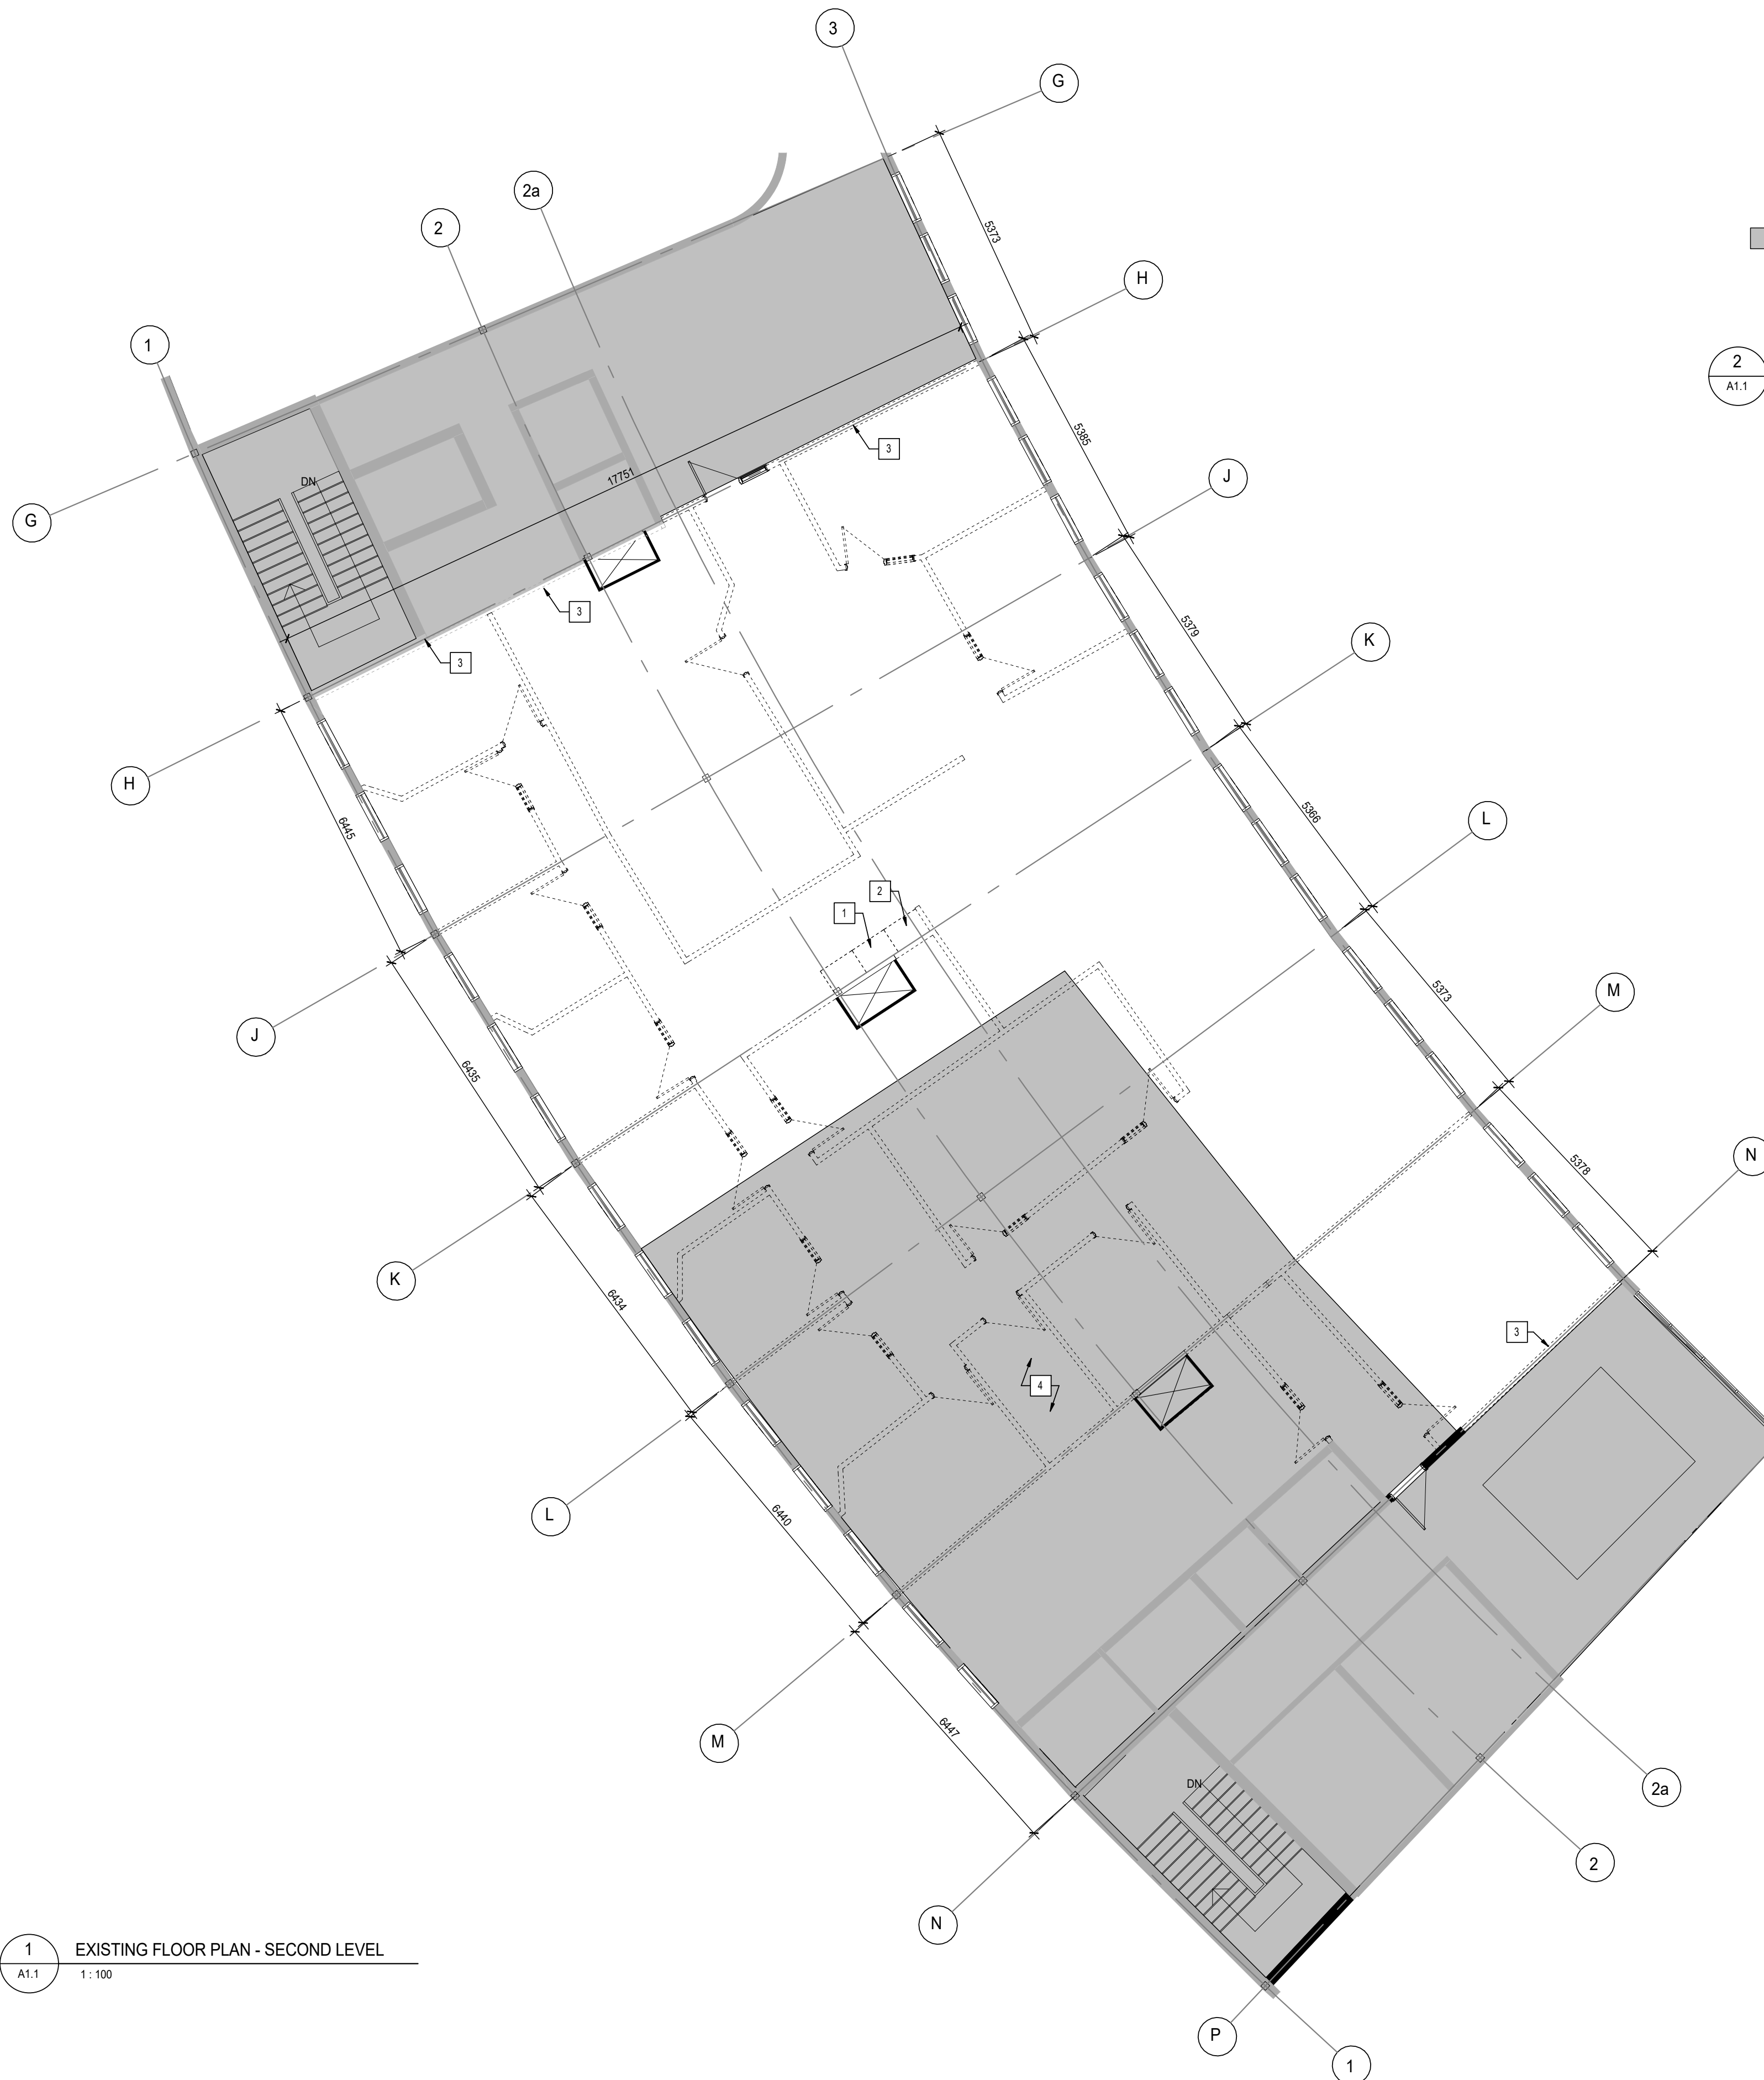 3
G
2a
2
5373
H
1
2
A1.1
5385
3
J
17751
DN
G
5379
3
K
3
H
5366
L
6445
2
1
5373
M
J
6435
5378
N
K
6434
3
4
L
6440
M
6447
DN
2a
2
N
1
EXISTING FLOOR PLAN - SECOND LEVEL
A1.1
1 : 100
P
1